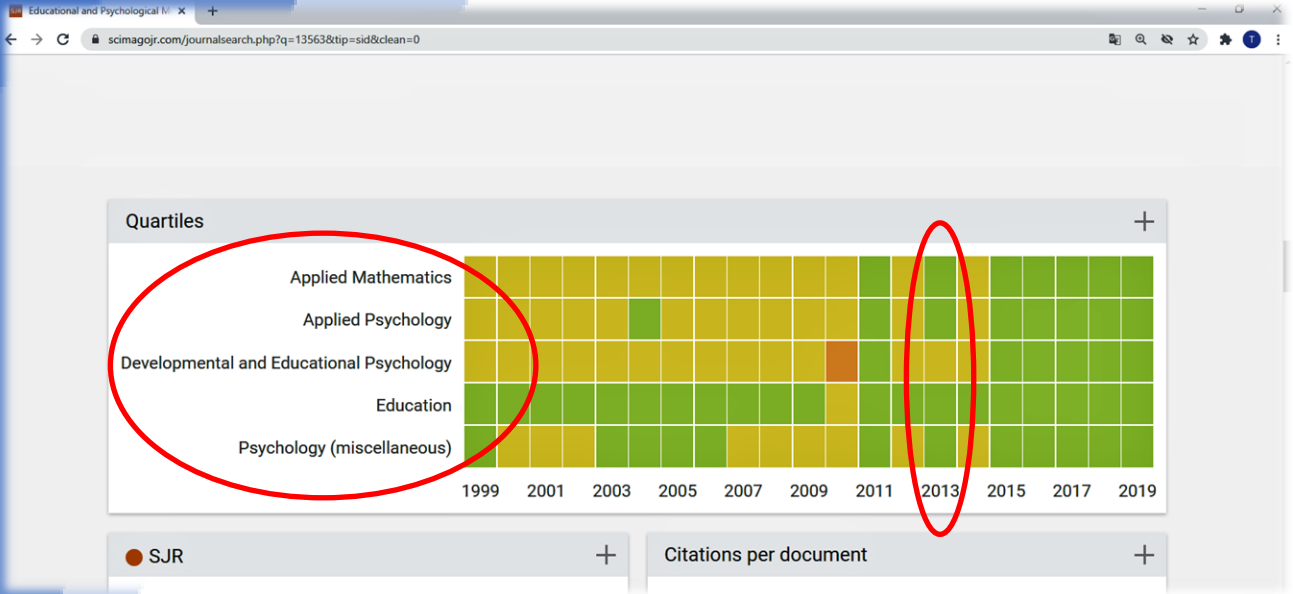 Educational and Psychological M
scimagojr.com/journalsearch.php?q=13563&tip=sid&clean=0
T
Quartiles
Applied Mathematics
Applied Psychology
Developmental and Educational Psychology
Education
Psychology (miscellaneous)
1999 2001 2003 2005 2007 2009 2011 2013 2015 2017 2019
SJR
Citations per document